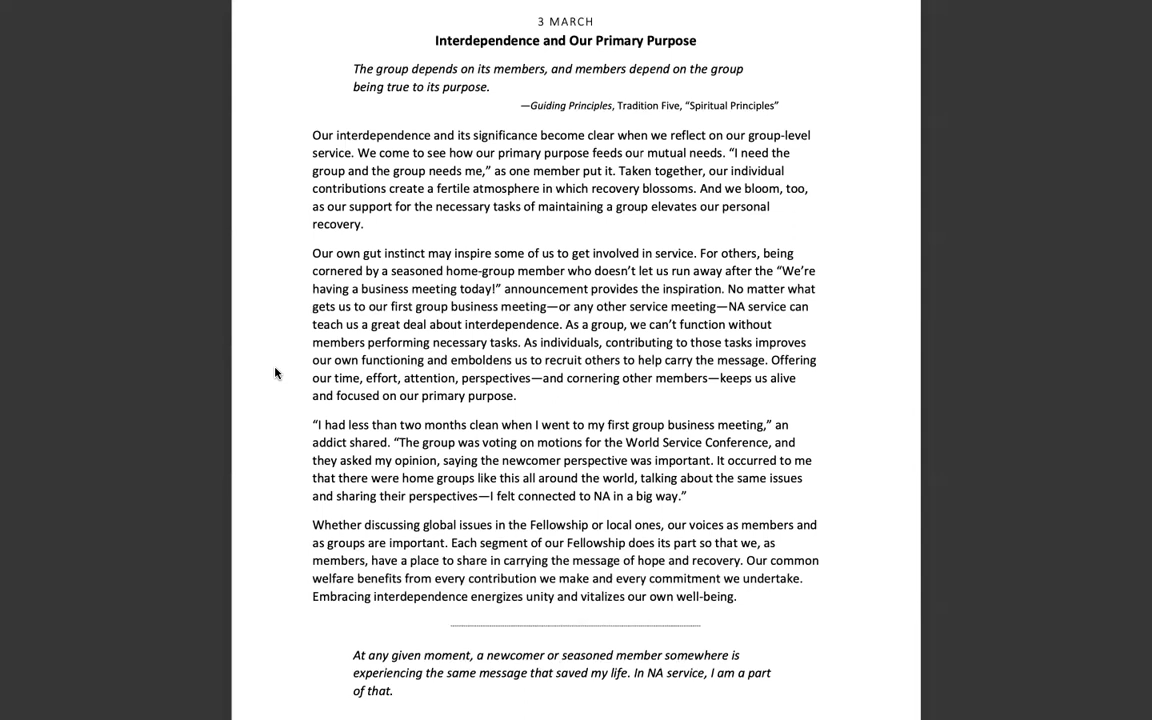 3 MARCH
Interdependence and Our Primary Purpose
The group depends on its members, and members depend on the group
being true to its purpose.
—Guiding Principles, Tradition Five, “Spiritual Principles”
Our interdependence and its significance become clear when we reflect on our group-level
service. We come to see how our primary purpose feeds our mutual needs. “I need the
group and the group needs me,” as one member put it. Taken together, our individual
contributions create a fertile atmosphere in which recovery blossoms. And we bloom, too,
as our support for the necessary tasks of maintaining a group elevates our personal
recovery.
Our own gut instinct may inspire some of us to get involved in service. For others, being
cornered by a seasoned home-group member who doesn’t let us run away after the “We’re
having a business meeting today!” announcement provides the inspiration. No matter what
gets us to our first group business meeting—or any other service meeting—NA service can
teach us a great deal about interdependence. As a group, we can’t function without
members performing necessary tasks. As individuals, contributing to those tasks improves
our own functioning and emboldens us to recruit others to help carry the message. Offering
our time, effort, attention, perspectives—and cornering other members—keeps us alive
and focused on our primary purpose.
“I had less than two months clean when I went to my first group business meeting,” an
addict shared. “The group was voting on motions for the World Service Conference, and
they asked my opinion, saying the newcomer perspective was important. It occurred to me
that there were home groups like this all around the world, talking about the same issues
and sharing their perspectives—I felt connected to NA in a big way.”
Whether discussing global issues in the Fellowship or local ones, our voices as members and
as groups are important. Each segment of our Fellowship does its part so that we, as
members, have a place to share in carrying the message of hope and recovery. Our common
welfare benefits from every contribution we make and every commitment we undertake.
Embracing interdependence energizes unity and vitalizes our own well-being.
At any given moment, a newcomer or seasoned member somewhere is
experiencing the same message that saved my life. In NA service, I am a part
of that.